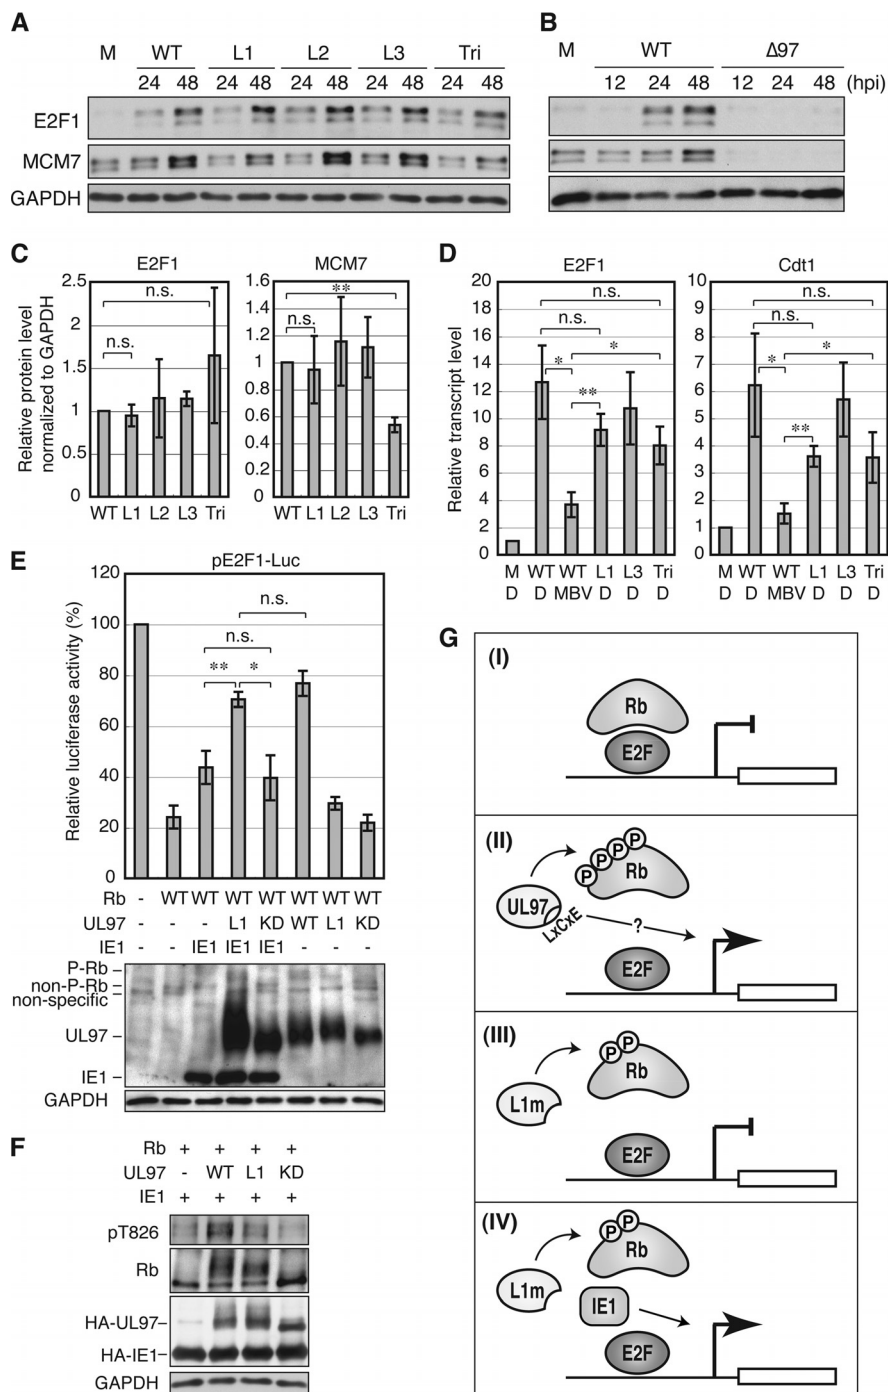 A
M WT L1 L2 L3 Tri
24 48 24 48 24 48 24 48 24 48
E2F1
MCM7
GAPDH
B
M WT Δ97
12 24 48 12 24 48 (hpi)
C
E2F1
Relative protein level
normalized to GAPDH
2.5
2
1.5
1
0.5
0
n.s.
n.s.
WT L1 L2 L3 Tri
MCM7
1.6
1.4
1.2
1
0.8
0.6
0.4
0.2
0
**
n.s.
WT L1 L2 L3 Tri
D
E2F1
Relative transcript level
20
18
16
14
12
10
8
6
4
2
0
n.s.
n.s.
*
*
**
M WT WT L1 L3 Tri
D D MBV D D D
Cdt1
10
9
8
7
6
5
4
3
2
1
0
n.s.
n.s.
*
*
**
M WT WT L1 L3 Tri
D D MBV D D D
E
pE2F1-Luc
Relative luciferase activity (%)
120
100
80
60
40
20
0
n.s.
n.s.
**
*
Rb - WT WT WT WT WT WT WT
UL97 - - - L1 KD WT L1 KD
IE1 - - IE1 IE1 IE1 - - -
P-Rb
non-P-Rb
non-specific
UL97
IE1
GAPDH
F
Rb + + + +
UL97 - WT L1 KD
IE1 + + + +
pT826
Rb
HA-UL97
HA-IE1
GAPDH
G
(I)
Rb
E2F
(II)
P P P P
Rb
UL97
LxCxE
?
E2F
(III)
P P
Rb
L1m
E2F
(IV)
P P
Rb
L1m
IE1
E2F